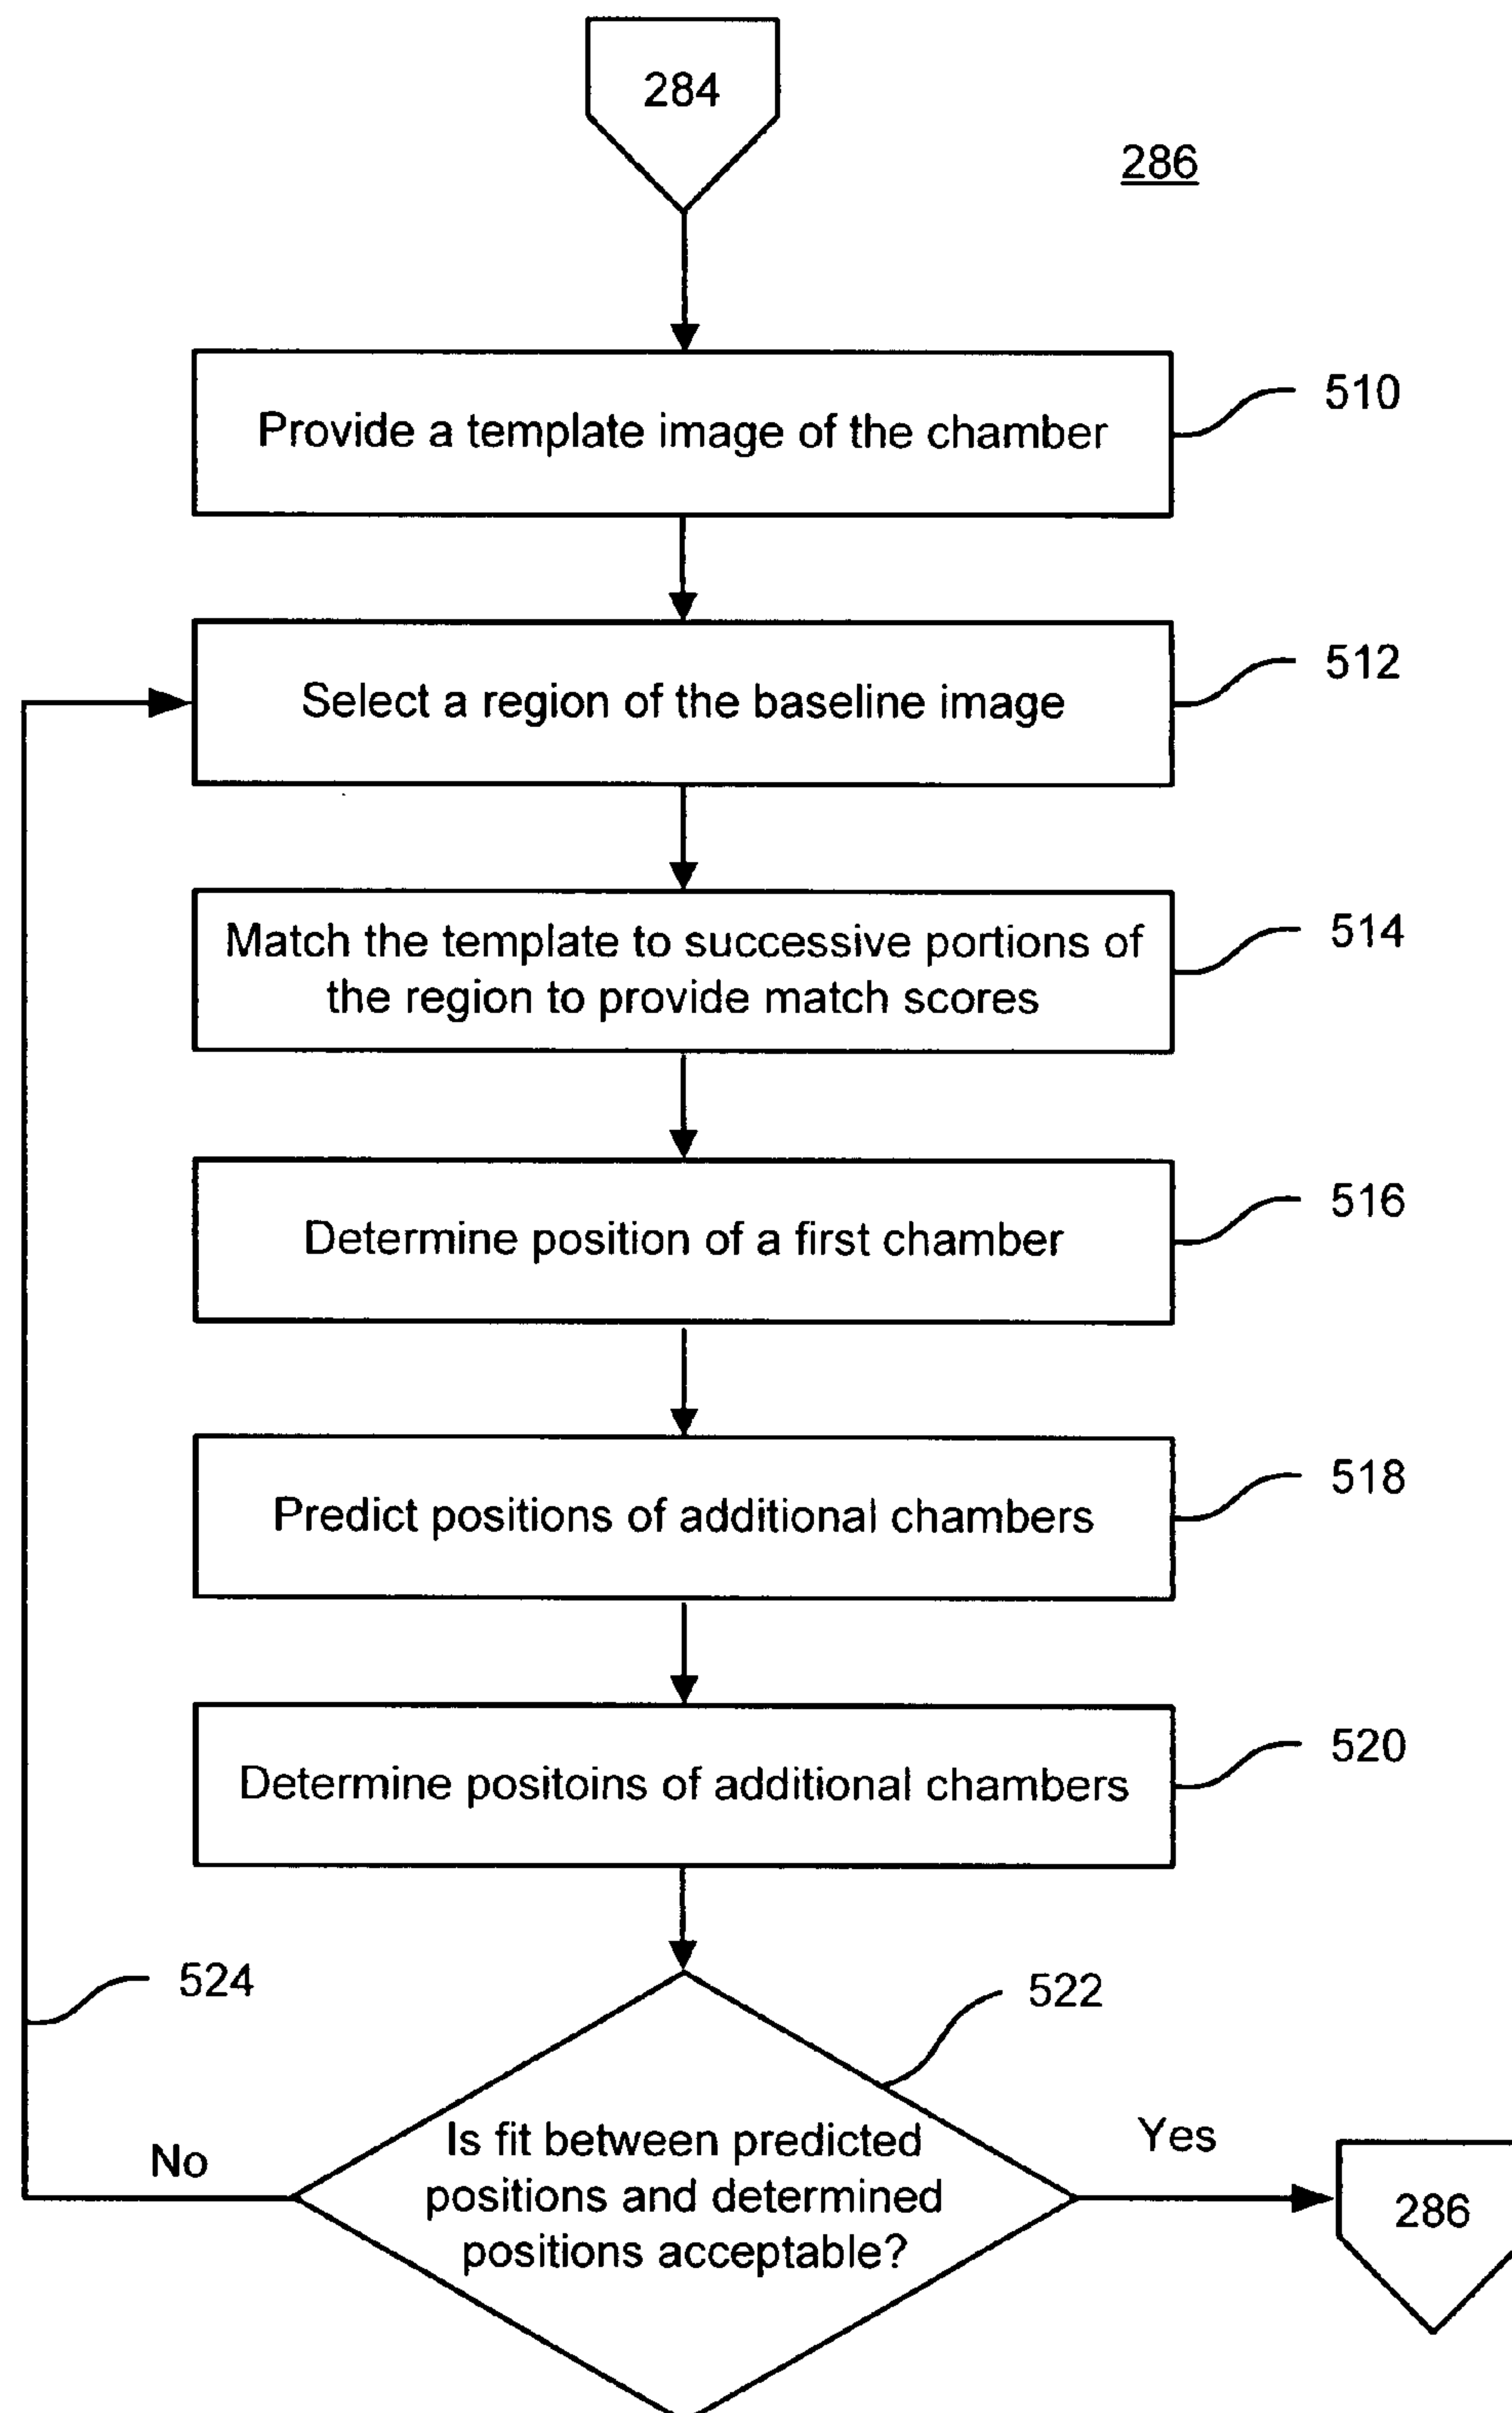 284
286
Provide a template image of the chamber
510
Select a region of the baseline image
512
Match the template to successive portions of
the region to provide match scores
514
Determine position of a first chamber
516
Predict positions of additional chambers
518
Determine positoins of additional chambers
520
524
522
Is fit between predicted
positions and determined
positions acceptable?
No
Yes
286